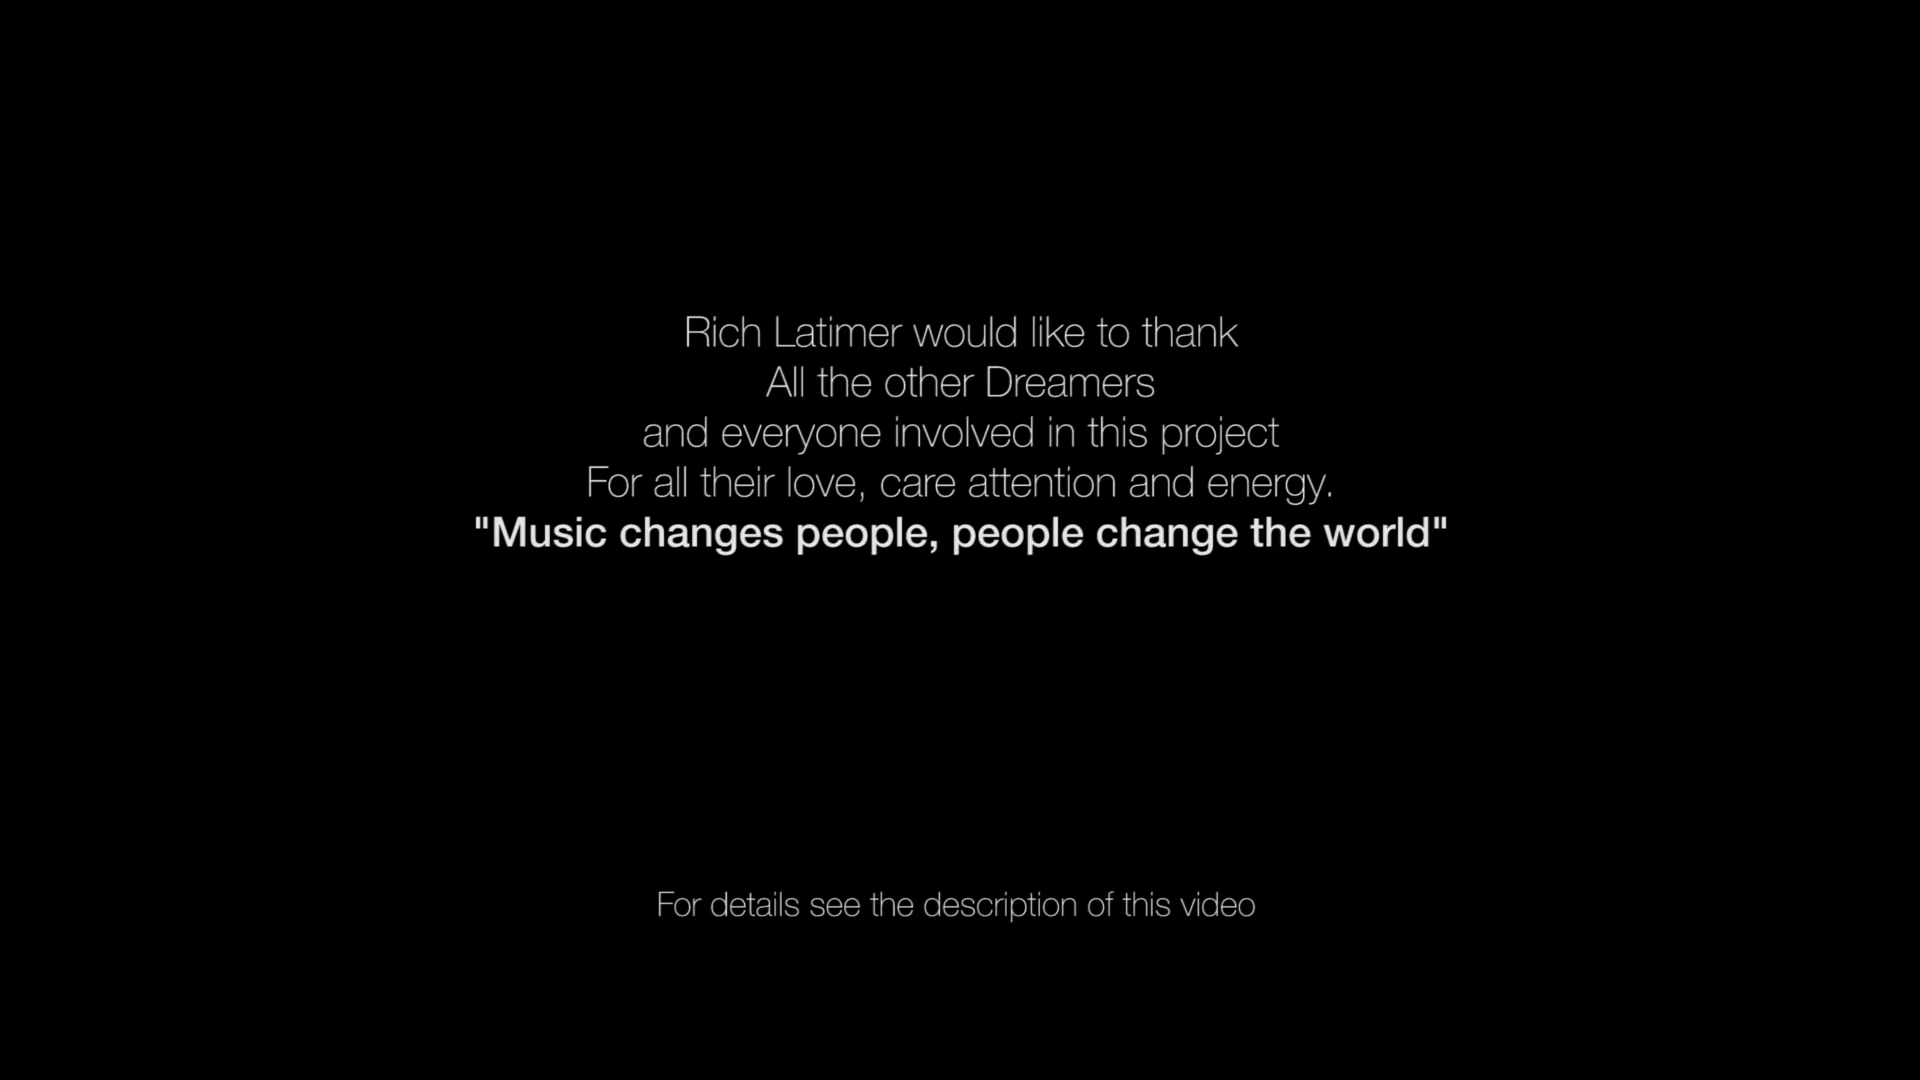 Rich Latimer would like to thank
All the other Dreamers
and everyone involved in this project
For all their love, care attention and energy.
"Music changes people, people change the world"
For details see the description of this video